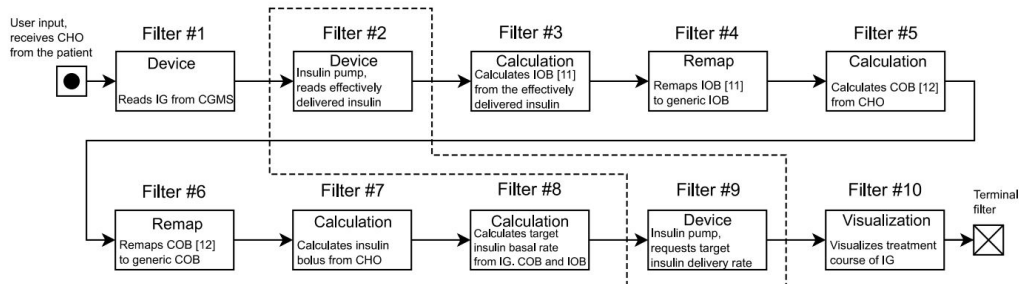 User input,
receives CHO
from the patient
Filter #1
Device
Reads IG from CGMS
Filter #2
Device
Insulin pump,
reads effectively
delivered insulin
Filter #3
Calculation
Calculates IOB [11]
from the effectively
delivered insulin
Filter #4
Remap
Remaps IOB [11]
to generic IOB
Filter #5
Calculation
Calculates COB [12]
from CHO
Filter #6
Remap
Remaps COB [12]
to generic COB
Filter #7
Calculation
Calculates insulin
bolus from CHO
Filter #8
Calculation
Calculates target
insulin basal rate
from IG. COB and IOB
Filter #9
Device
Insulin pump,
requests target
insulin delivery rate
Filter #10
Visualization
Visualizes treatment
course of IG
Terminal
filter